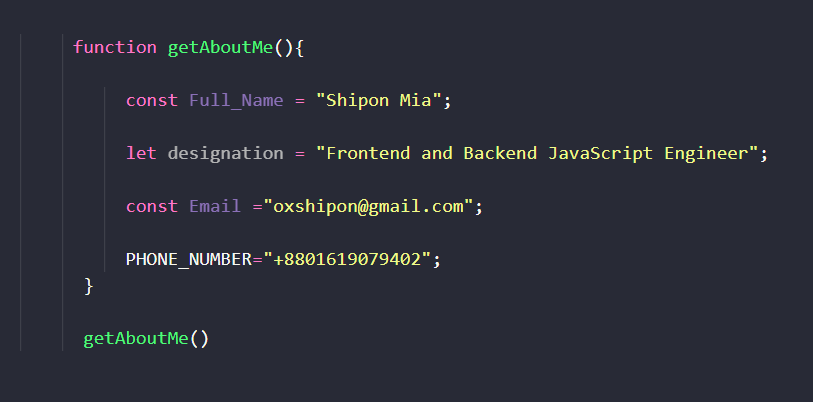 function getAboutMe(){
const Full_Name = "Shipon Mia";
let designation = "Frontend and Backend JavaScript Engineer";
const Email ="oxshipon@gmail.com";
PHONE_NUMBER="+8801619079402";
}
getAboutMe()